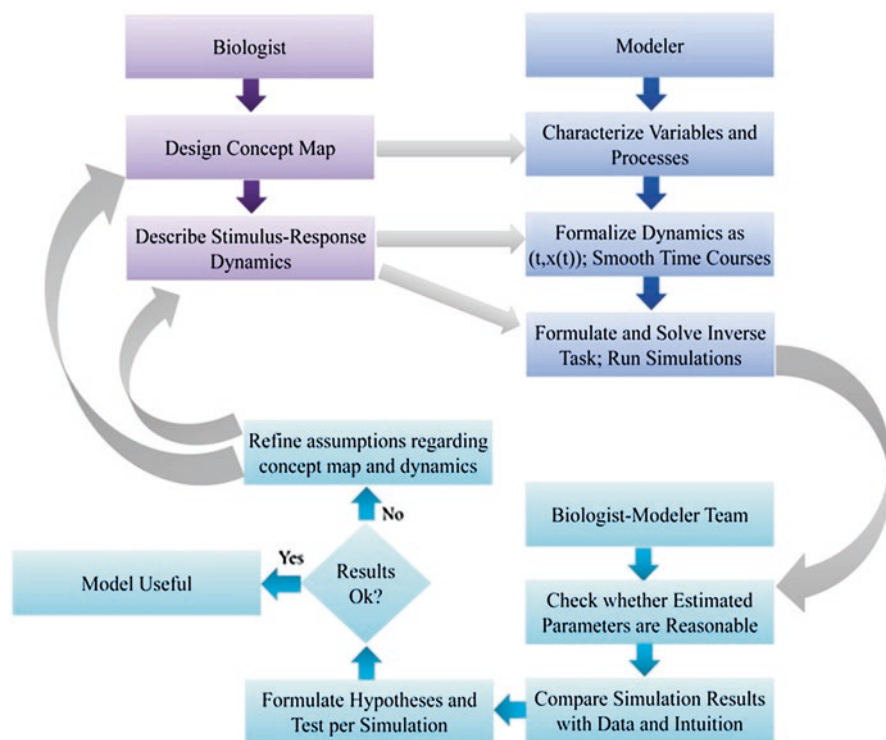 Biologist
Design Concept Map
Describe Stimulus-Response
Dynamics
Modeler
Characterize Variables and
Processes
Formalize Dynamics as
(t,x(t)); Smooth Time Courses
Formulate and Solve Inverse
Task; Run Simulations
Biologist-Modeler Team
Check whether Estimated
Parameters are Reasonable
Compare Simulation Results
with Data and Intuition
Formulate Hypotheses and
Test per Simulation
Results
Ok?
Yes
Model Useful
No
Refine assumptions regarding
concept map and dynamics